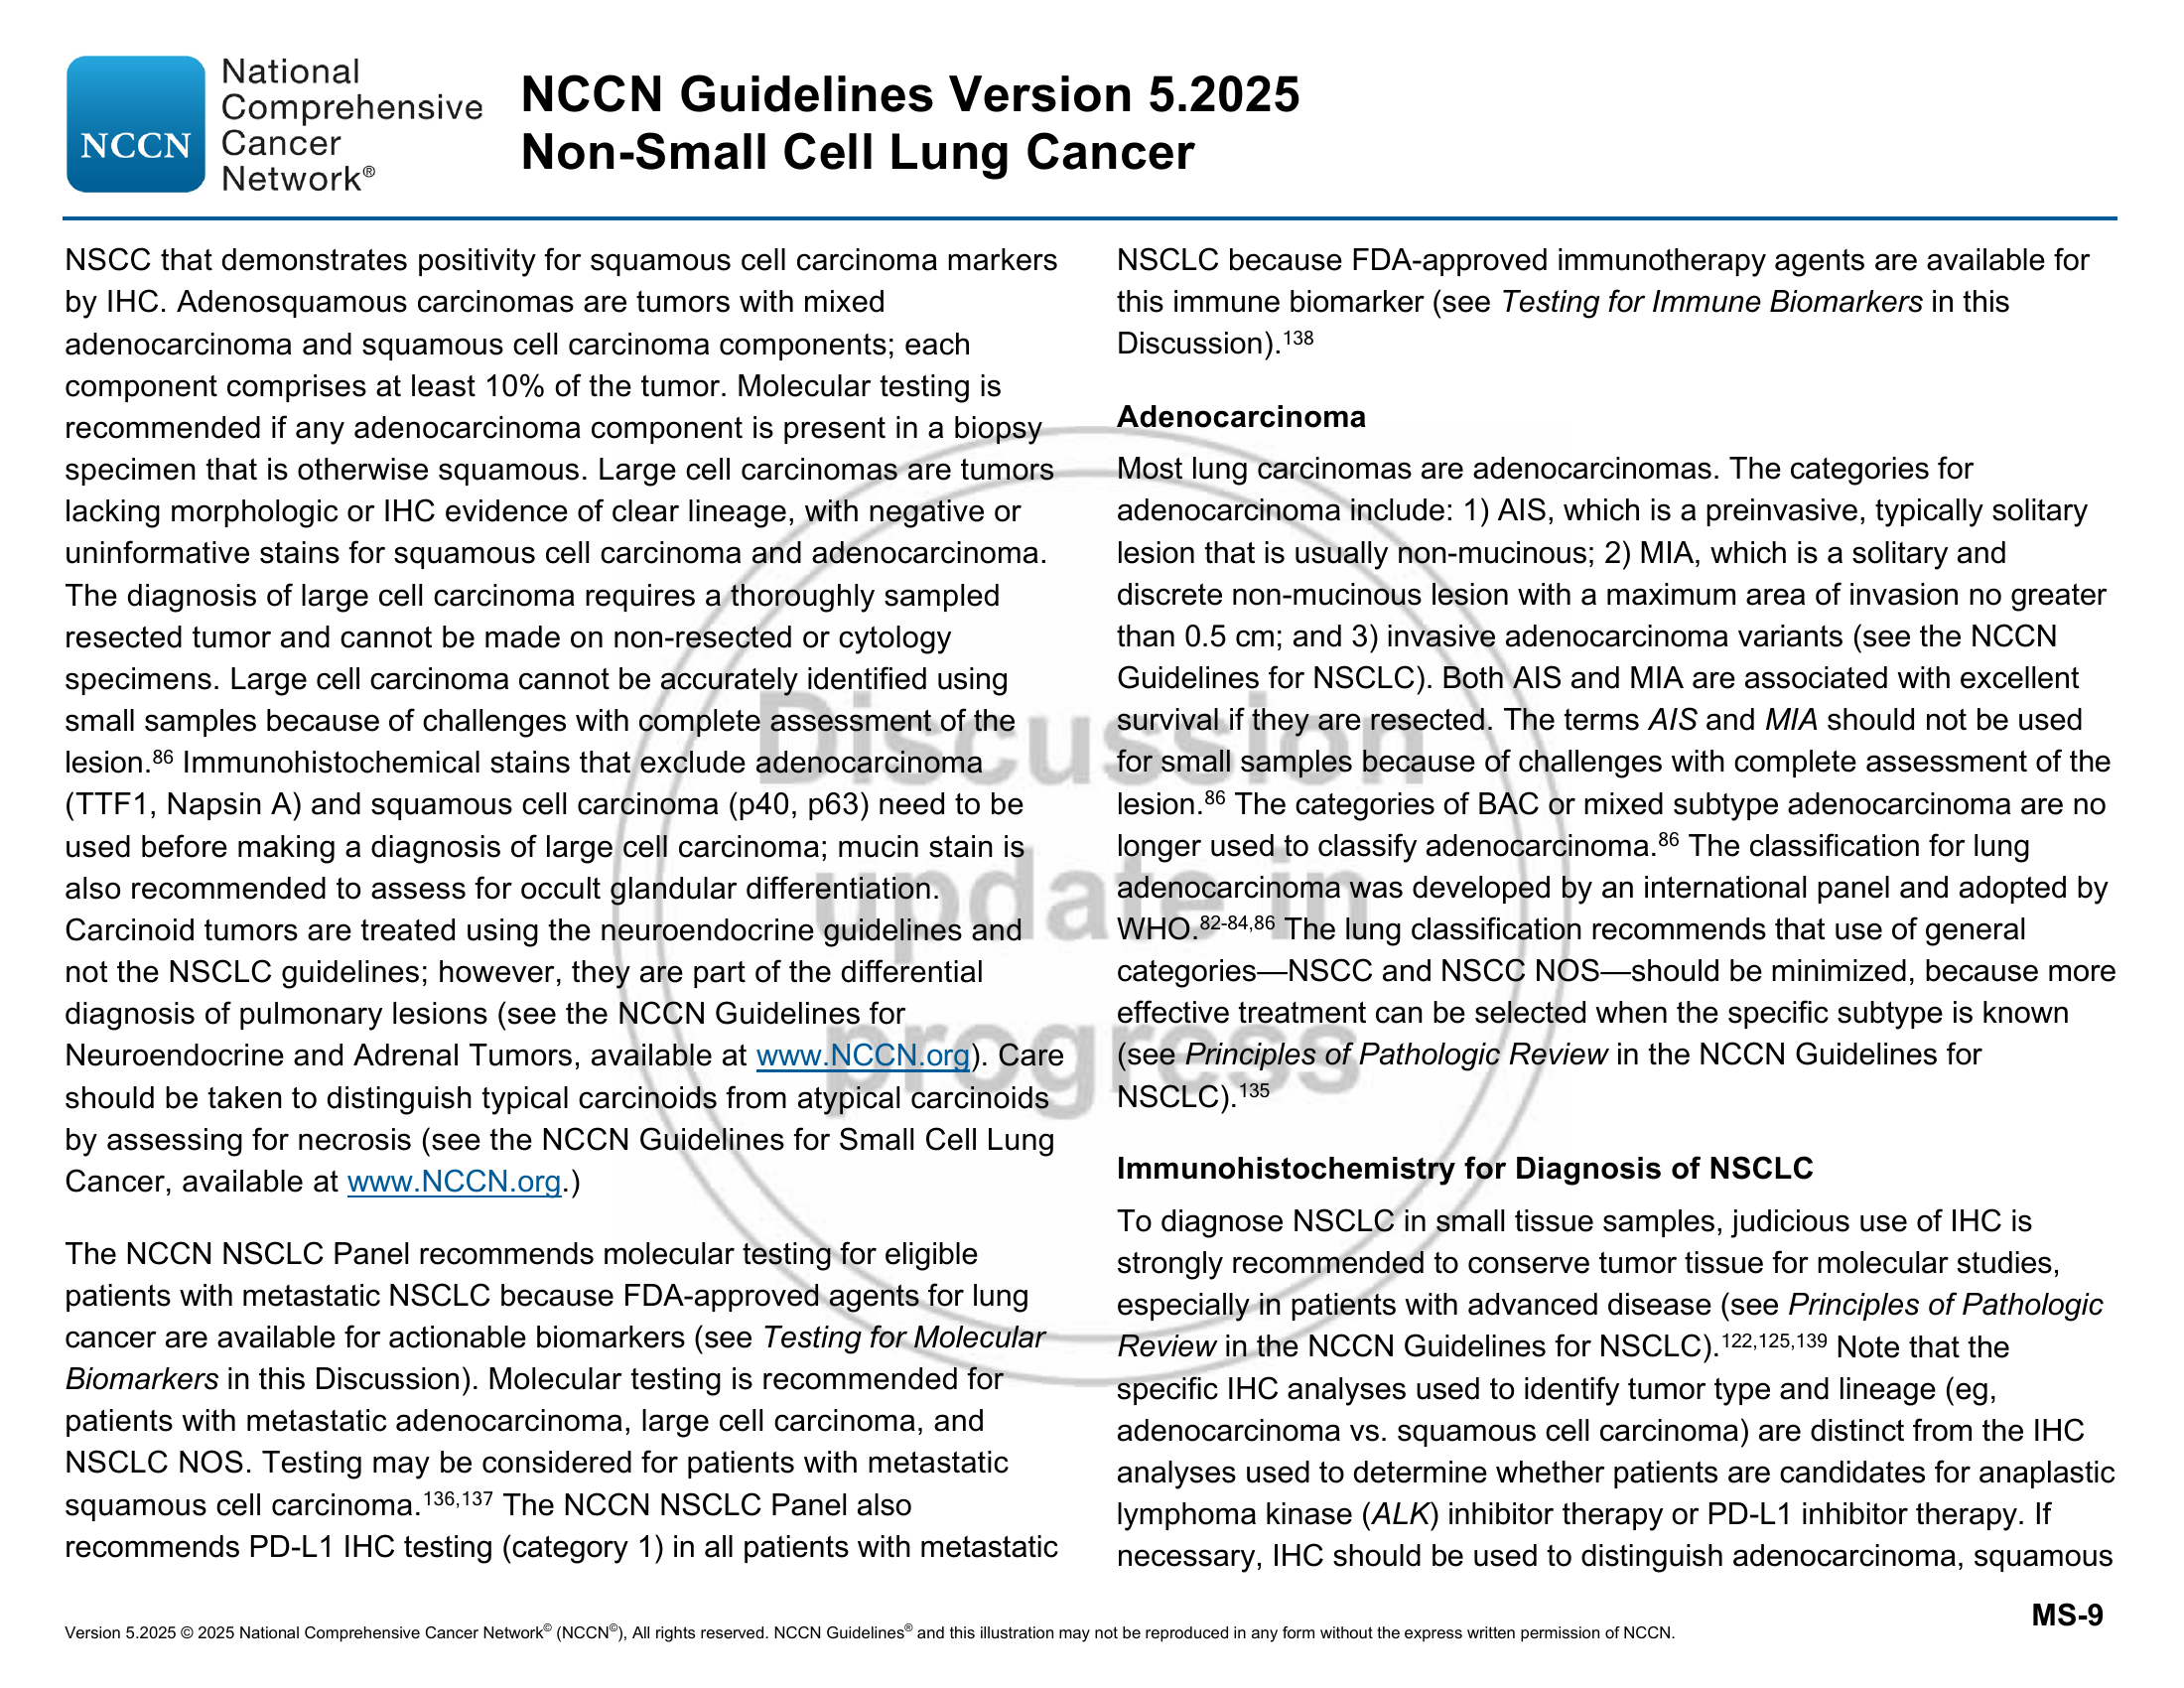 NCCN
National
Comprehensive
Cancer
Network®
NCCN Guidelines Version 5.2025
Non-Small Cell Lung Cancer
NSCC that demonstrates positivity for squamous cell carcinoma markers
by IHC. Adenosquamous carcinomas are tumors with mixed
adenocarcinoma and squamous cell carcinoma components; each
component comprises at least 10% of the tumor. Molecular testing is
recommended if any adenocarcinoma component is present in a biopsy
specimen that is otherwise squamous. Large cell carcinomas are tumors
lacking morphologic or IHC evidence of clear lineage, with negative or
uninformative stains for squamous cell carcinoma and adenocarcinoma.
The diagnosis of large cell carcinoma requires a thoroughly sampled
resected tumor and cannot be made on non-resected or cytology
specimens. Large cell carcinoma cannot be accurately identified using
small samples because of challenges with complete assessment of the
lesion.86 Immunohistochemical stains that exclude adenocarcinoma
(TTF1, Napsin A) and squamous cell carcinoma (p40, p63) need to be
used before making a diagnosis of large cell carcinoma; mucin stain is
also recommended to assess for occult glandular differentiation.
Carcinoid tumors are treated using the neuroendocrine guidelines and
not the NSCLC guidelines; however, they are part of the differential
diagnosis of pulmonary lesions (see the NCCN Guidelines for
Neuroendocrine and Adrenal Tumors, available at www.NCCN.org). Care
should be taken to distinguish typical carcinoids from atypical carcinoids
by assessing for necrosis (see the NCCN Guidelines for Small Cell Lung
Cancer, available at www.NCCN.org.)
The NCCN NSCLC Panel recommends molecular testing for eligible
patients with metastatic NSCLC because FDA-approved agents for lung
cancer are available for actionable biomarkers (see Testing for Molecular
Biomarkers in this Discussion). Molecular testing is recommended for
patients with metastatic adenocarcinoma, large cell carcinoma, and
NSCLC NOS. Testing may be considered for patients with metastatic
squamous cell carcinoma.136,137 The NCCN NSCLC Panel also
recommends PD-L1 IHC testing (category 1) in all patients with metastatic
NSCLC because FDA-approved immunotherapy agents are available for
this immune biomarker (see Testing for Immune Biomarkers in this
Discussion).138
Adenocarcinoma
Most lung carcinomas are adenocarcinomas. The categories for
adenocarcinoma include: 1) AIS, which is a preinvasive, typically solitary
lesion that is usually non-mucinous; 2) MIA, which is a solitary and
discrete non-mucinous lesion with a maximum area of invasion no greater
than 0.5 cm; and 3) invasive adenocarcinoma variants (see the NCCN
Guidelines for NSCLC). Both AIS and MIA are associated with excellent
survival if they are resected. The terms AIS and MIA should not be used
for small samples because of challenges with complete assessment of the
lesion.86 The categories of BAC or mixed subtype adenocarcinoma are no
longer used to classify adenocarcinoma.86 The classification for lung
adenocarcinoma was developed by an international panel and adopted by
WHO.82-84,86 The lung classification recommends that use of general
categories—NSCC and NSCC NOS—should be minimized, because more
effective treatment can be selected when the specific subtype is known
(see Principles of Pathologic Review in the NCCN Guidelines for
NSCLC).135
Immunohistochemistry for Diagnosis of NSCLC
To diagnose NSCLC in small tissue samples, judicious use of IHC is
strongly recommended to conserve tumor tissue for molecular studies,
especially in patients with advanced disease (see Principles of Pathologic
Review in the NCCN Guidelines for NSCLC).122,125,139 Note that the
specific IHC analyses used to identify tumor type and lineage (eg,
adenocarcinoma vs. squamous cell carcinoma) are distinct from the IHC
analyses used to determine whether patients are candidates for anaplastic
lymphoma kinase (ALK) inhibitor therapy or PD-L1 inhibitor therapy. If
necessary, IHC should be used to distinguish adenocarcinoma, squamous
Discussion
update in
progress
MS-9
Version 5.2025 © 2025 National Comprehensive Cancer Network© (NCCN©), All rights reserved. NCCN Guidelines® and this illustration may not be reproduced in any form without the express written permission of NCCN.